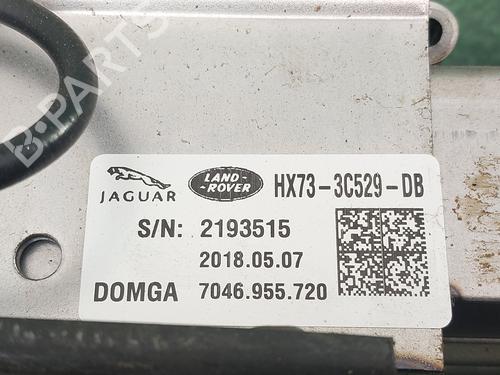 B-PARTS
JAGUAR
LAND-
-ROVER
HX73-3C529-DB
S/N: 2193515
2018.05.07
DOMGA 7046.955.720